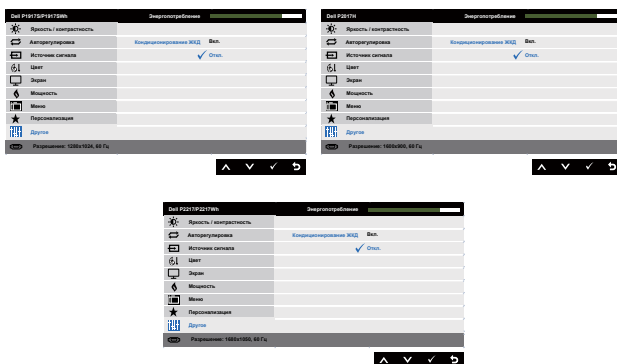 Dell P1917S/P1917SWh Энергопотребление
Яркость / контрастность
Авторегулировка Кондиционирование ЖКД Вкл.
Источник сигнала Откл.
Цвет
Экран
Мощность
Меню
Персонализация
Другое
Разрешение: 1280x1024, 60 Гц
Dell P2017H Энергопотребление
Яркость / контрастность
Авторегулировка Кондиционирование ЖКД Вкл.
Источник сигнала Откл.
Цвет
Экран
Мощность
Меню
Персонализация
Другое
Разрешение: 1600x900, 60 Гц
Dell P2217/P2217Wh Энергопотребление
Яркость / контрастность
Авторегулировка Кондиционирование ЖКД Вкл.
Источник сигнала Откл.
Цвет
Экран
Мощность
Меню
Персонализация
Другое
Разрешение: 1680x1050, 60 Гц